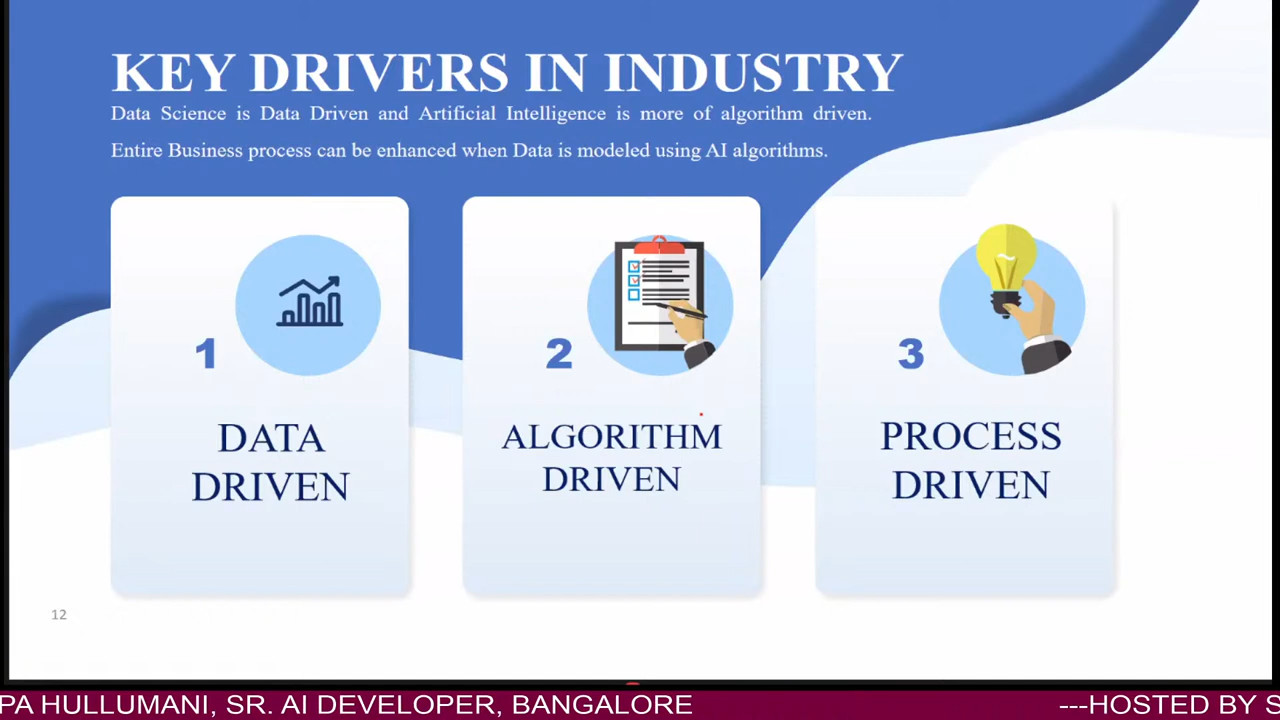 KEY DRIVERS IN INDUSTRY
Data Science is Data Driven and Artificial Intelligence is more of algorithm driven.
Entire Business process can be enhanced when Data is modeled using AI algorithms.
1
DATA
DRIVEN
2
ALGORITHM
DRIVEN
3
PROCESS
DRIVEN
12
PA HULLUMANI, SR. AI DEVELOPER, BANGALORE
---HOSTED BY S